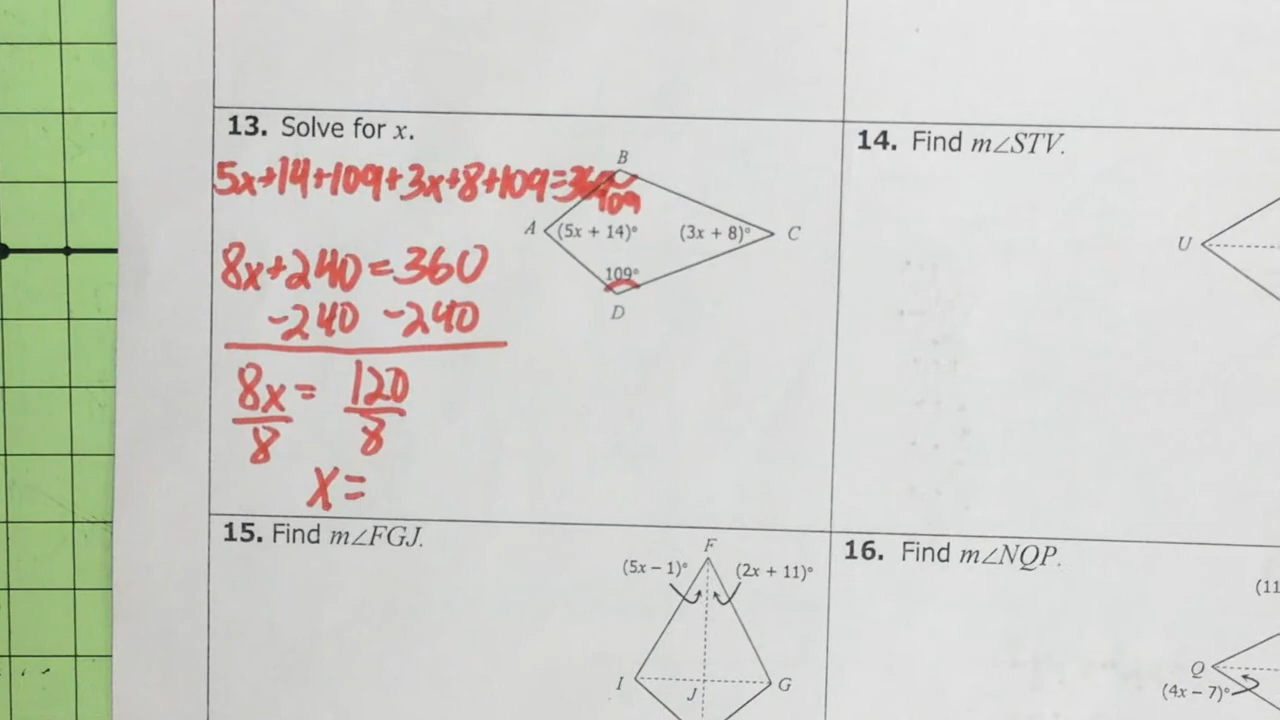 13. Solve for x.
5x+14+109+3x+8+109=360
109
B
A
(5x + 14)°
(3x + 8)°
C
109°
D
8x+240=360
-240 -240
8x = 120
8 8
x=
14. Find m∠STV.
U
15. Find m∠FGJ.
F
(5x − 1)°
(2x + 11)°
I
J
G
16. Find m∠NQP.
(11
Q
(4x − 7)°